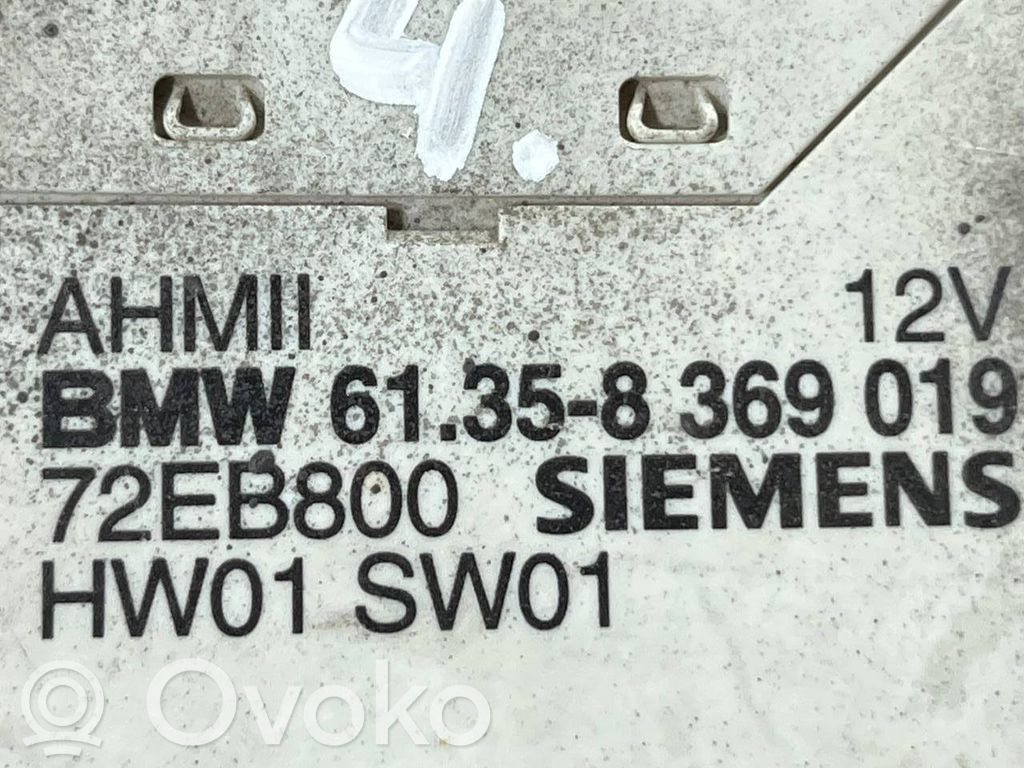 4.
AHMII 12V
BMW 61.35-8 369 019
72EB800 SIEMENS
HW01 SW01
Ovoko